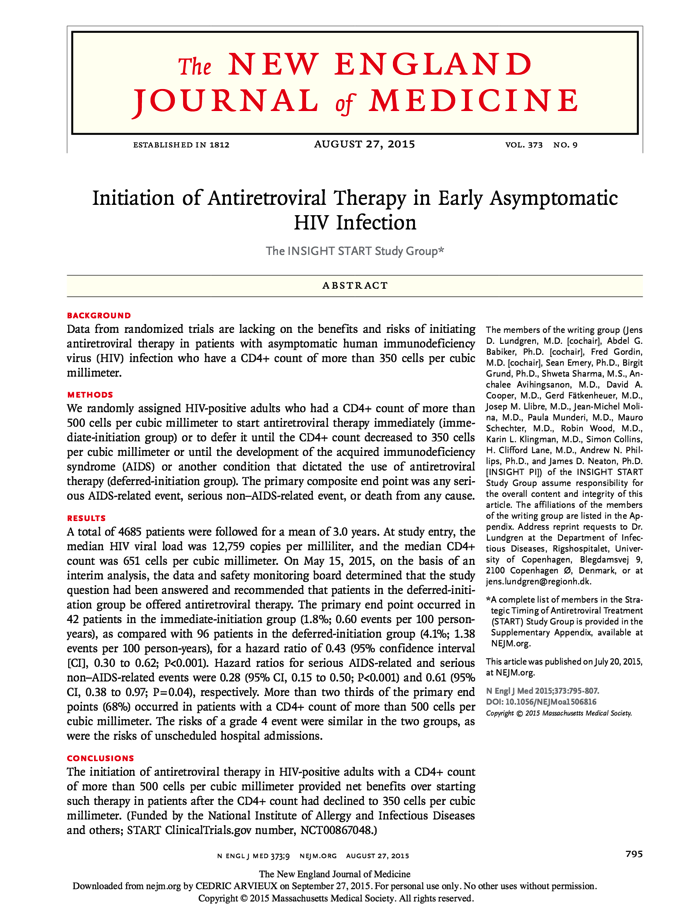 The NEW ENGLAND
JOURNAL of MEDICINE
ESTABLISHED IN 1812
AUGUST 27, 2015
VOL. 373 NO. 9
Initiation of Antiretroviral Therapy in Early Asymptomatic
HIV Infection
The INSIGHT START Study Group*
ABSTRACT
BACKGROUND
Data from randomized trials are lacking on the benefits and risks of initiating
antiretroviral therapy in patients with asymptomatic human immunodeficiency
virus (HIV) infection who have a CD4+ count of more than 350 cells per cubic
millimeter.
METHODS
We randomly assigned HIV-positive adults who had a CD4+ count of more than
500 cells per cubic millimeter to start antiretroviral therapy immediately (imme-
diate-initiation group) or to defer it until the CD4+ count decreased to 350 cells
per cubic millimeter or until the development of the acquired immunodeficiency
syndrome (AIDS) or another condition that dictated the use of antiretroviral
therapy (deferred-initiation group). The primary composite end point was any seri-
ous AIDS-related event, serious non–AIDS-related event, or death from any cause.
RESULTS
A total of 4685 patients were followed for a mean of 3.0 years. At study entry, the
median HIV viral load was 12,759 copies per milliliter, and the median CD4+
count was 651 cells per cubic millimeter. On May 15, 2015, on the basis of an
interim analysis, the data and safety monitoring board determined that the study
question had been answered and recommended that patients in the deferred-initi-
ation group be offered antiretroviral therapy. The primary end point occurred in
42 patients in the immediate-initiation group (1.8%; 0.60 events per 100 person-
years), as compared with 96 patients in the deferred-initiation group (4.1%; 1.38
events per 100 person-years), for a hazard ratio of 0.43 (95% confidence interval
[CI], 0.30 to 0.62; P<0.001). Hazard ratios for serious AIDS-related and serious
non–AIDS-related events were 0.28 (95% CI, 0.15 to 0.50; P<0.001) and 0.61 (95%
CI, 0.38 to 0.97; P=0.04), respectively. More than two thirds of the primary end
points (68%) occurred in patients with a CD4+ count of more than 500 cells per
cubic millimeter. The risks of a grade 4 event were similar in the two groups, as
were the risks of unscheduled hospital admissions.
CONCLUSIONS
The initiation of antiretroviral therapy in HIV-positive adults with a CD4+ count
of more than 500 cells per cubic millimeter provided net benefits over starting
such therapy in patients after the CD4+ count had declined to 350 cells per cubic
millimeter. (Funded by the National Institute of Allergy and Infectious Diseases
and others; START ClinicalTrials.gov number, NCT00867048.)
The members of the writing group (Jens
D. Lundgren, M.D. [cochair], Abdel G.
Babiker, Ph.D. [cochair], Fred Gordin,
M.D. [cochair], Sean Emery, Ph.D., Birgit
Grund, Ph.D., Shweta Sharma, M.S., An-
chalee Avihingsanon, M.D., David A.
Cooper, M.D., Gerd Fätkenheuer, M.D.,
Josep M. Llibre, M.D., Jean-Michel Moli-
na, M.D., Paula Munderi, M.D., Mauro
Schechter, M.D., Robin Wood, M.D.,
Karin L. Klingman, M.D., Simon Collins,
H. Clifford Lane, M.D., Andrew N. Phil-
lips, Ph.D., and James D. Neaton, Ph.D.
[INSIGHT PI]) of the INSIGHT START
Study Group assume responsibility for
the overall content and integrity of this
article. The affiliations of the members
of the writing group are listed in the Ap-
pendix. Address reprint requests to Dr.
Lundgren at the Department of Infec-
tious Diseases, Rigshospitalet, Univer-
sity of Copenhagen, Blegdamsvej 9,
2100 Copenhagen Ø, Denmark, or at
jens.lundgren@regionh.dk.
*A complete list of members in the Stra-
tegic Timing of Antiretroviral Treatment
(START) Study Group is provided in the
Supplementary Appendix, available at
NEJM.org.
This article was published on July 20, 2015,
at NEJM.org.
N Engl J Med 2015;373:795-807.
DOI: 10.1056/NEJMoa1506816
Copyright © 2015 Massachusetts Medical Society.
N ENGL J MED 373;9 NEJM.ORG AUGUST 27, 2015
795
The New England Journal of Medicine
Downloaded from nejm.org by CEDRIC ARVIEUX on September 27, 2015. For personal use only. No other uses without permission.
Copyright © 2015 Massachusetts Medical Society. All rights reserved.